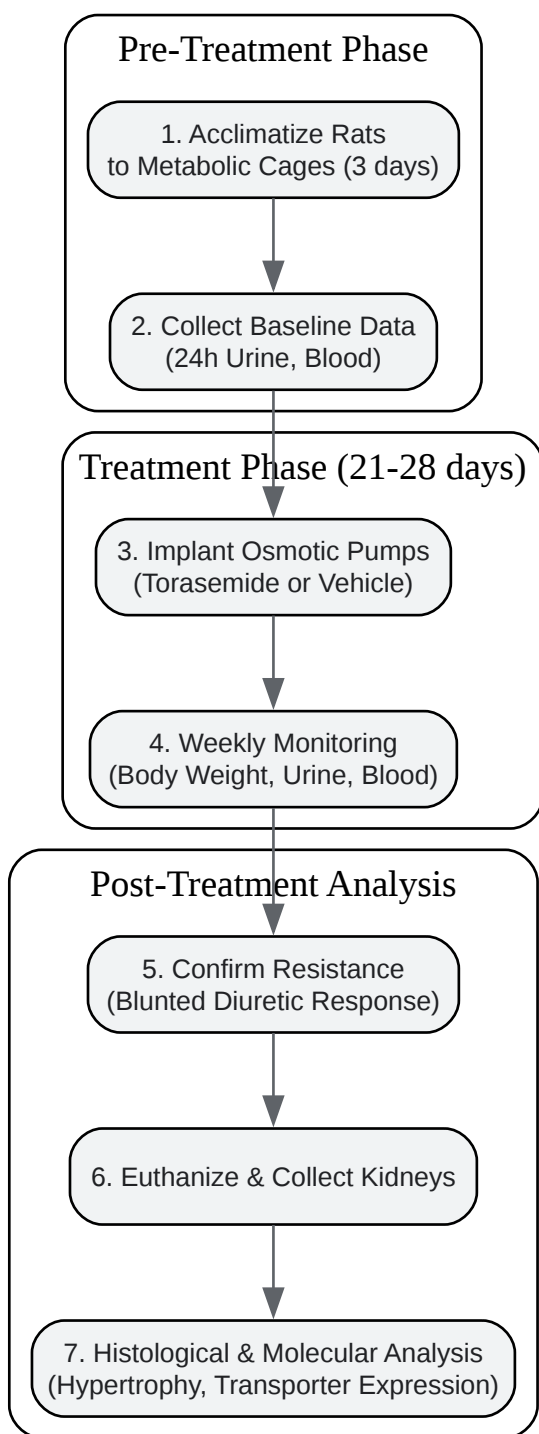 Pre-Treatment Phase
1. Acclimatize Rats
to Metabolic Cages (3 days)
2. Collect Baseline Data
(24h Urine, Blood)
Treatment Phase (21-28 days)
3. Implant Osmotic Pumps
(Torasemide or Vehicle)
4. Weekly Monitoring
(Body Weight, Urine, Blood)
Post-Treatment Analysis
5. Confirm Resistance
(Blunted Diuretic Response)
6. Euthanize & Collect Kidneys
7. Histological & Molecular Analysis
(Hypertrophy, Transporter Expression)